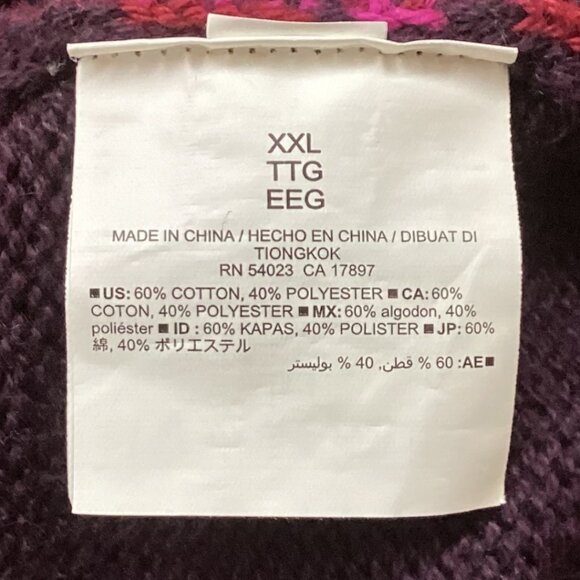 XXL
TTG
EEG
MADE IN CHINA / HECHO EN CHINA / DIBUAT DI
TIONGKOK
RN 54023 CA 17897
■ US: 60% COTTON, 40% POLYESTER ■ CA: 60%
COTON, 40% POLYESTER ■ MX: 60% algodon, 40%
poliéster ■ ID : 60% KAPAS, 40% POLISTER ■ JP: 60%
綿, 40% ポリエステル
■AE: 60 % قطن, 40 % بوليستر